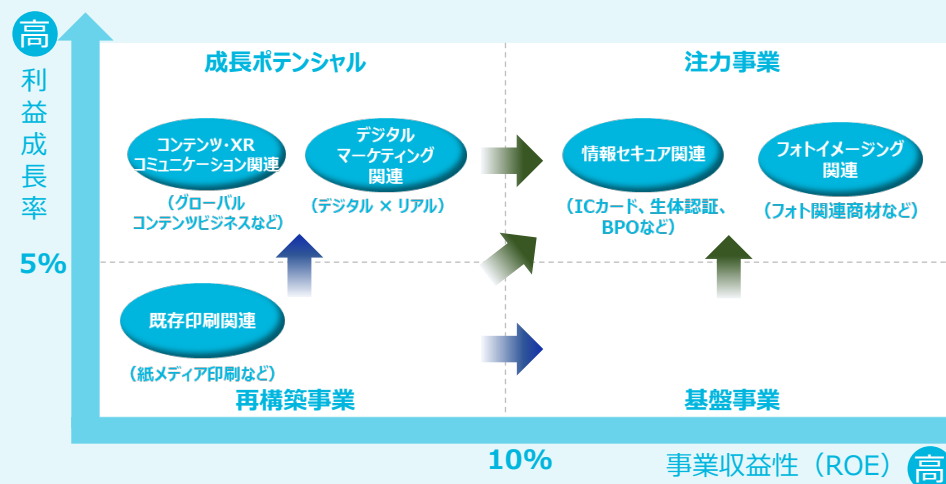 高
利益成長率
成長ポテンシャル
注力事業
コンテンツ・XR
コミュニケーション関連
(グローバル
コンテンツビジネスなど)
デジタル
マーケティング
関連
(デジタル × リアル)
情報セキュア関連
(ICカード、生体認証、
BPOなど)
フォトイメージング
関連
(フォト関連商材など)
5%
既存印刷関連
(紙メディア印刷など)
再構築事業
基盤事業
10%
事業収益性（ROE）
高